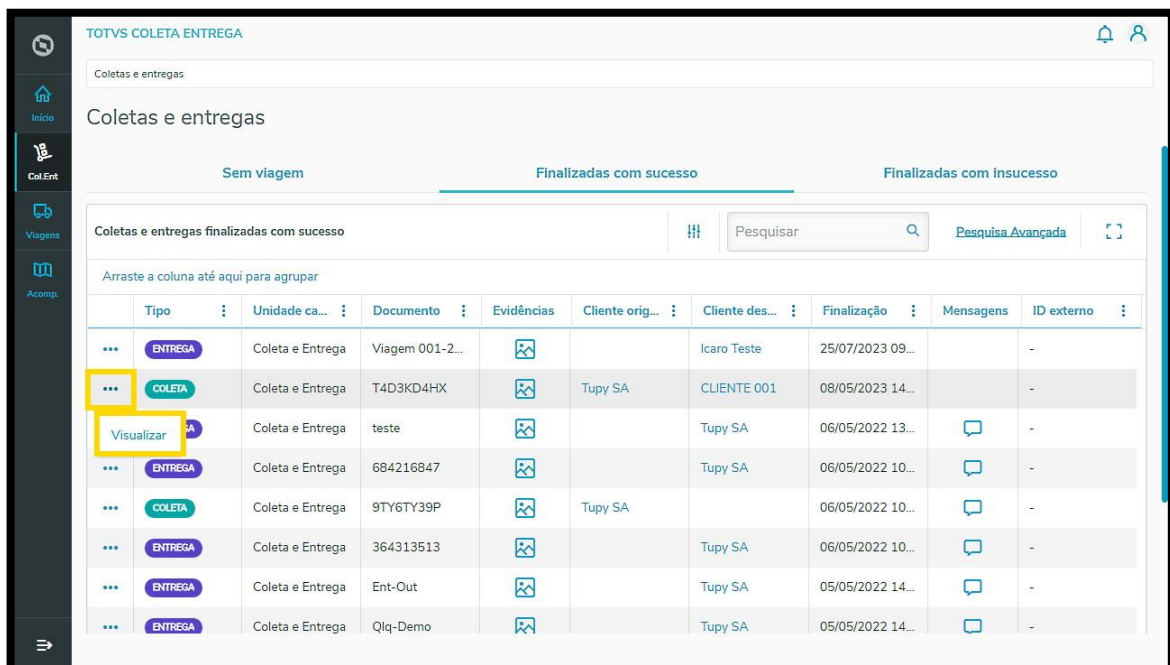 TOTVS COLETA ENTREGA
Coletas e entregas
Início
Col.Ent
Viagens
Acomp.
Coletas e entregas
Sem viagem Finalizadas com sucesso Finalizadas com insucesso
Coletas e entregas finalizadas com sucesso Pesquisar Pesquisa Avançada
Arraste a coluna até aqui para agrupar
Tipo Unidade ca... Documento Evidências Cliente orig... Cliente des... Finalização Mensagens ID externo
ENTREGA Coleta e Entrega Viagem 001-2... Icaro Teste 25/07/2023 09... -
COLETA Coleta e Entrega T4D3KD4HX Tupy SA CLIENTE 001 08/05/2023 14... -
Visualizar A Coleta e Entrega teste Tupy SA 06/05/2022 13... -
ENTREGA Coleta e Entrega 684216847 Tupy SA 06/05/2022 10... -
COLETA Coleta e Entrega 9TY6TY39P Tupy SA 06/05/2022 10... -
ENTREGA Coleta e Entrega 364313513 Tupy SA 06/05/2022 10... -
ENTREGA Coleta e Entrega Ent-Out Tupy SA 05/05/2022 14... -
ENTREGA Coleta e Entrega Qlq-Demo Tupy SA 05/05/2022 14... -